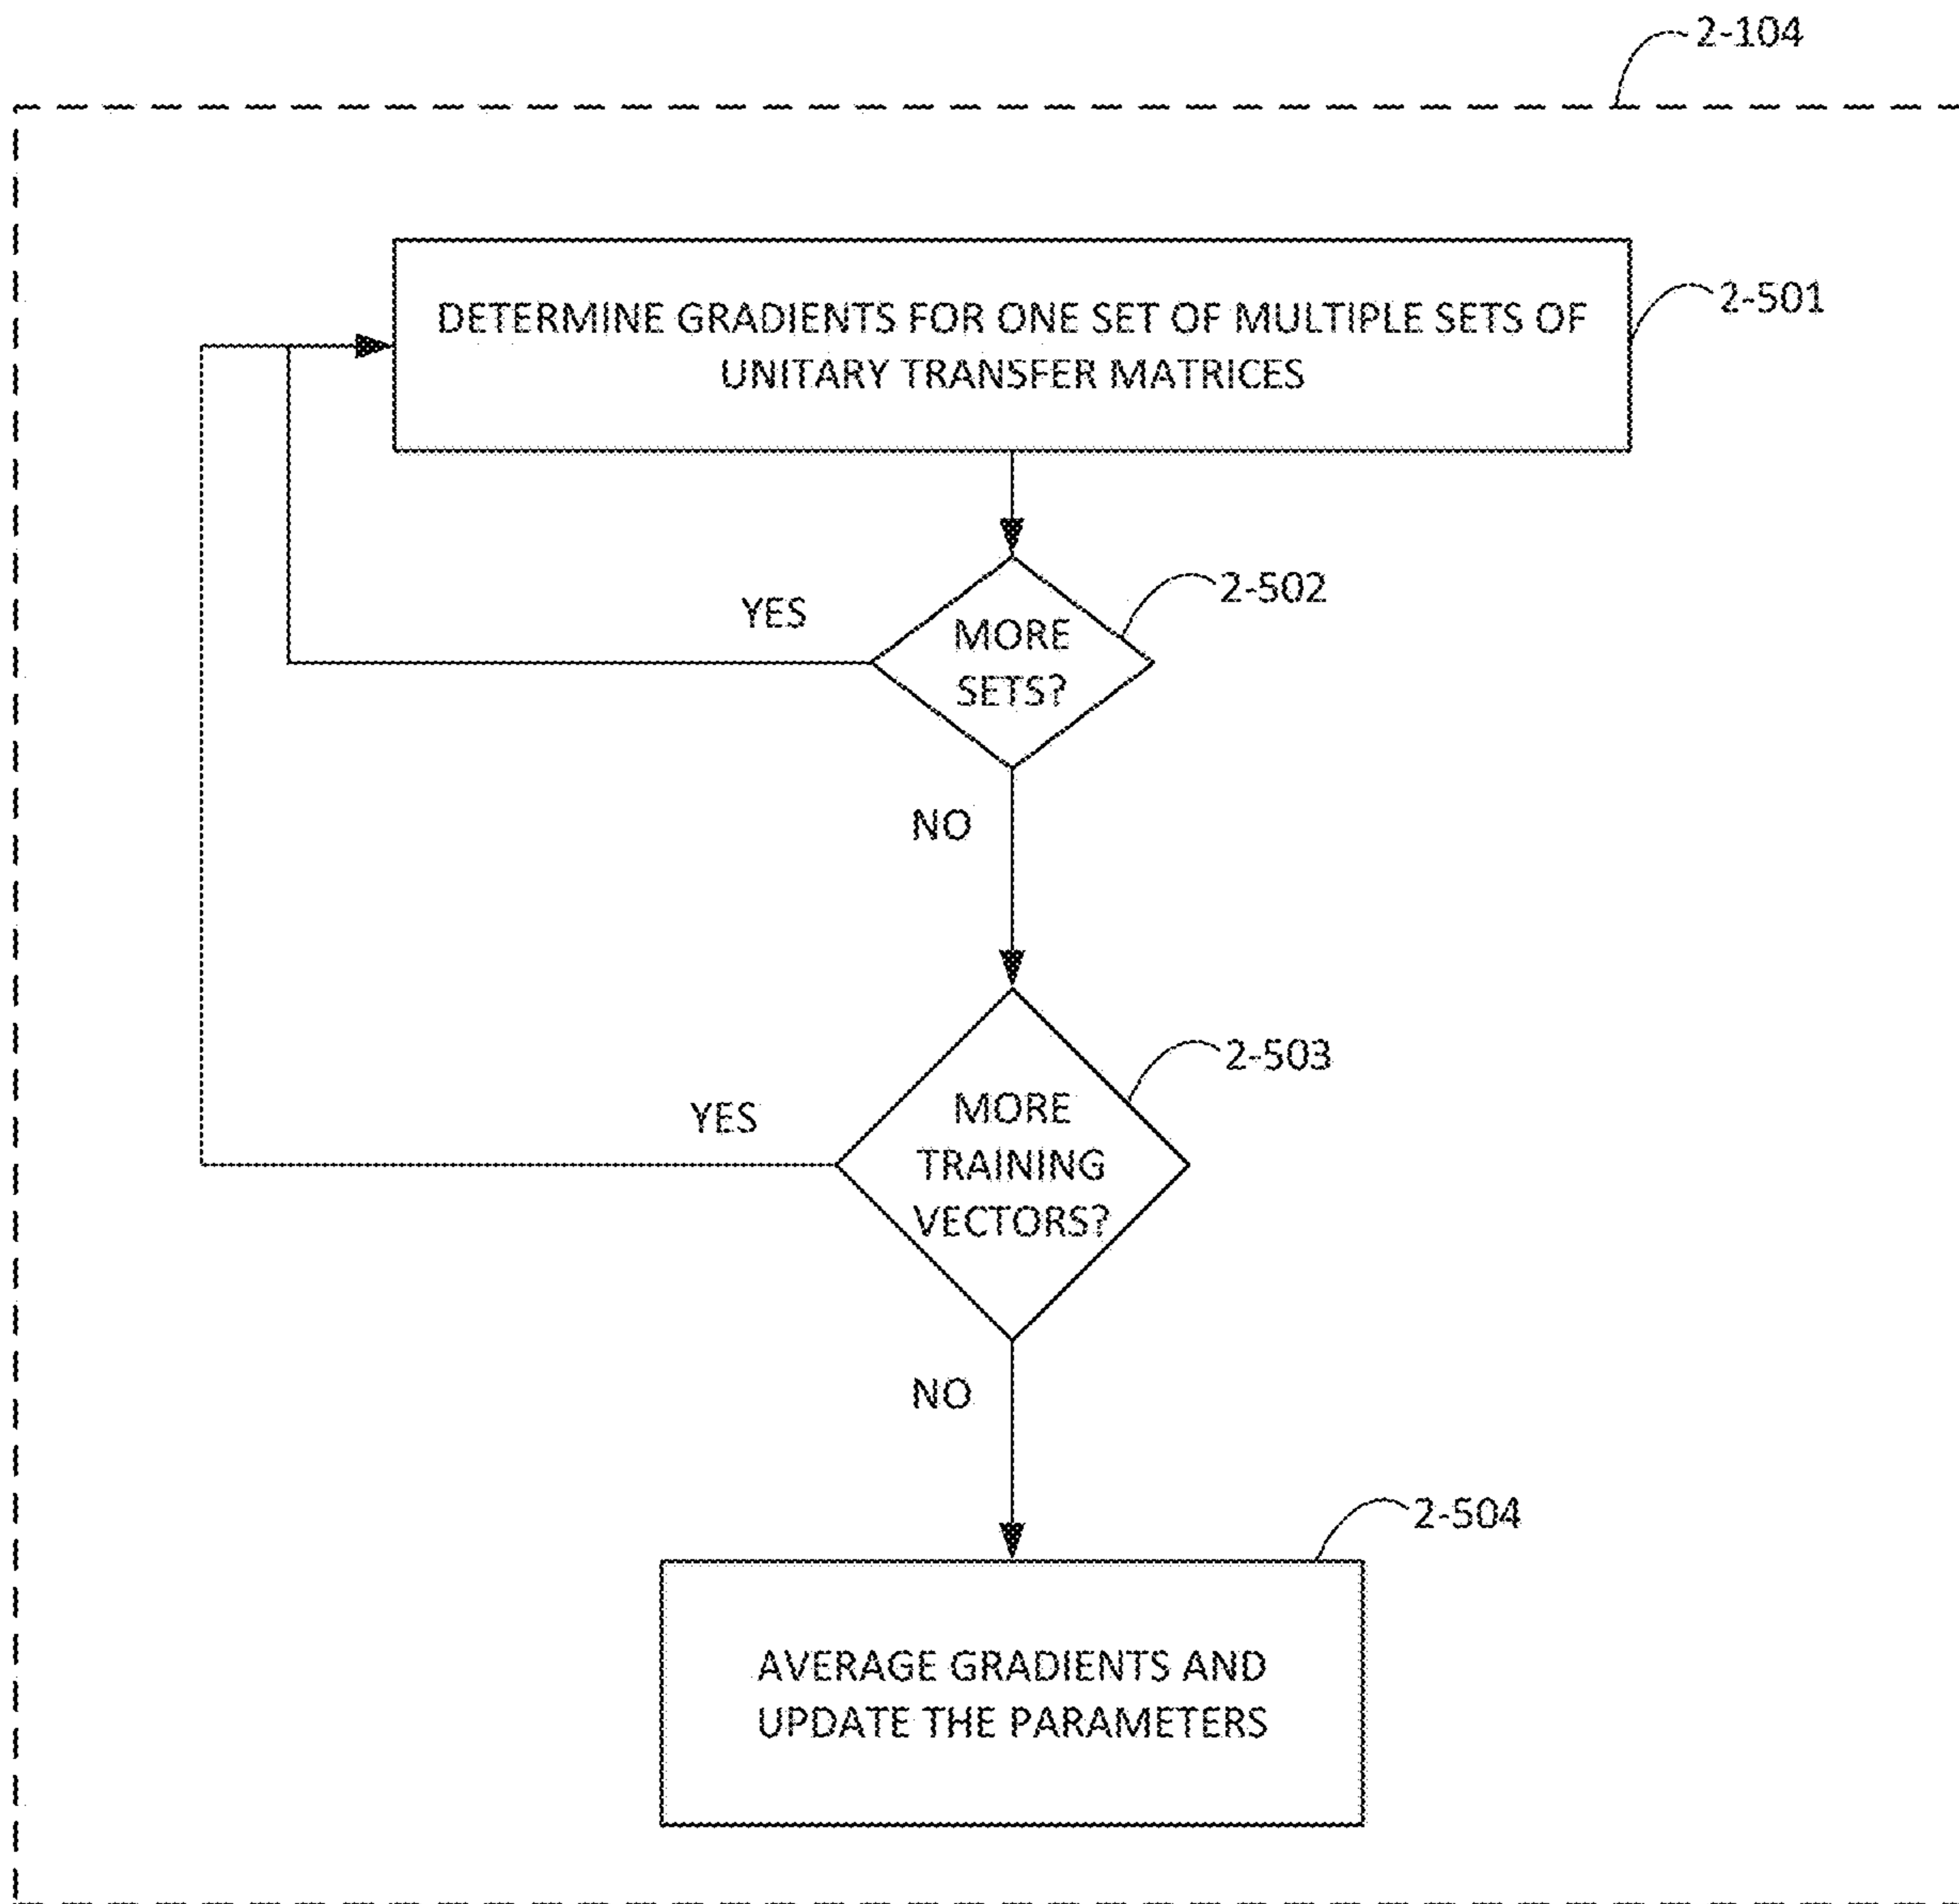 2-104
DETERMINE GRADIENTS FOR ONE SET OF MULTIPLE SETS OF
UNITARY TRANSFER MATRICES
2-501
2-502
YES
MORE
SETS?
NO
2-503
YES
MORE
TRAINING
VECTORS?
NO
2-504
AVERAGE GRADIENTS AND
UPDATE THE PARAMETERS